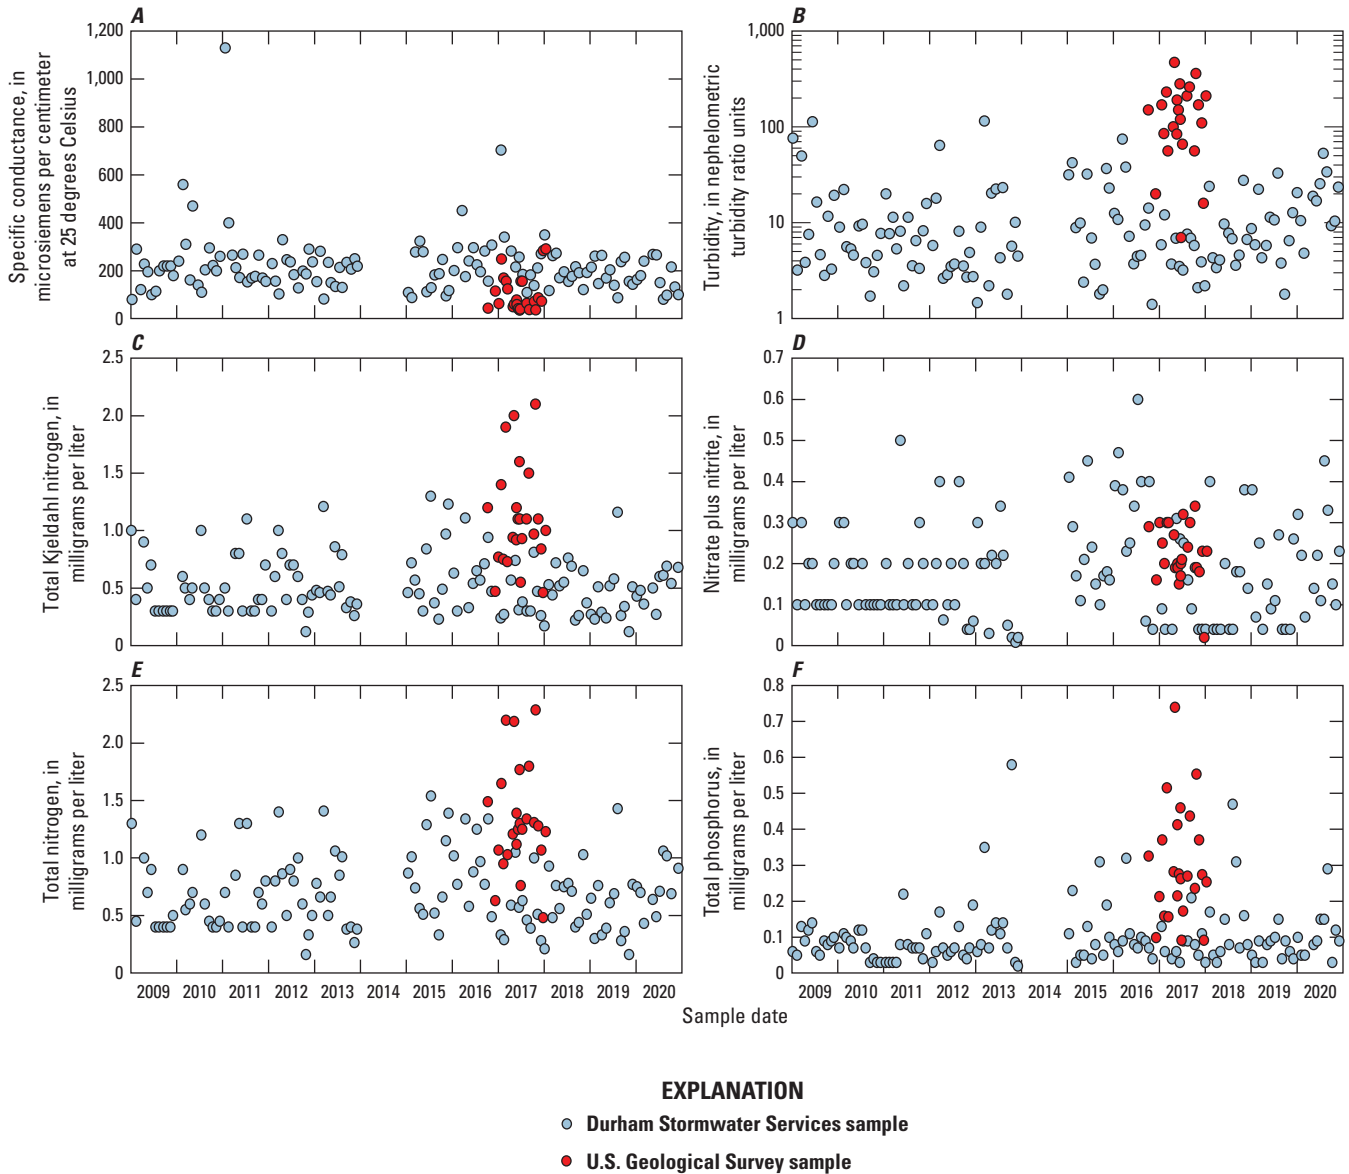 A
Specific conductance, in
microsiemens per centimeter
at 25 degrees Celsius
1,200
1,000
800
600
400
200
0
B
Turbidity, in nephelometric
turbidity ratio units
1,000
100
10
1
C
Total Kjeldahl nitrogen, in
milligrams per liter
2.5
2.0
1.5
1.0
0.5
0
D
Nitrate plus nitrite, in
milligrams per liter
0.7
0.6
0.5
0.4
0.3
0.2
0.1
0
E
Total nitrogen, in
milligrams per liter
2.5
2.0
1.5
1.0
0.5
0
2009 2010 2011 2012 2013 2014 2015 2016 2017 2018 2019 2020
F
Total phosphorus, in
milligrams per liter
0.8
0.7
0.6
0.5
0.4
0.3
0.2
0.1
0
2009 2010 2011 2012 2013 2014 2015 2016 2017 2018 2019 2020
Sample date
EXPLANATION
Durham Stormwater Services sample
U.S. Geological Survey sample